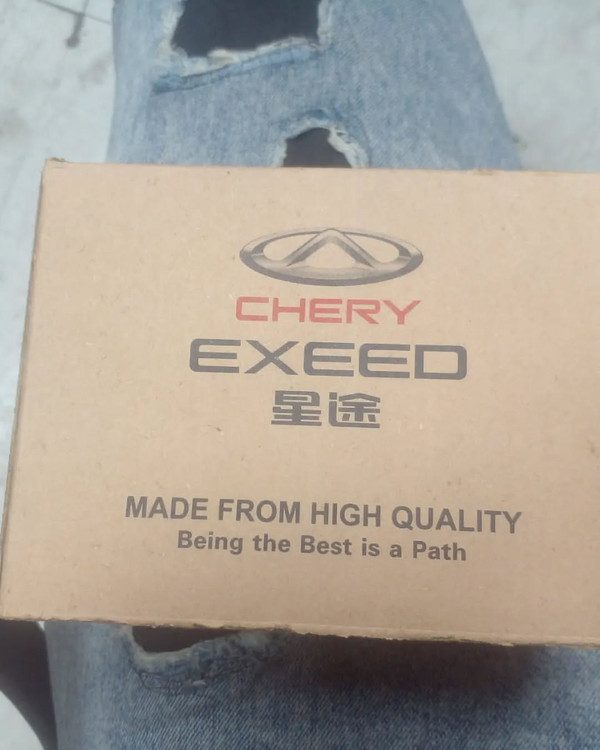 CHERY
EXEED
星途
MADE FROM HIGH QUALITY
Being the Best is a Path